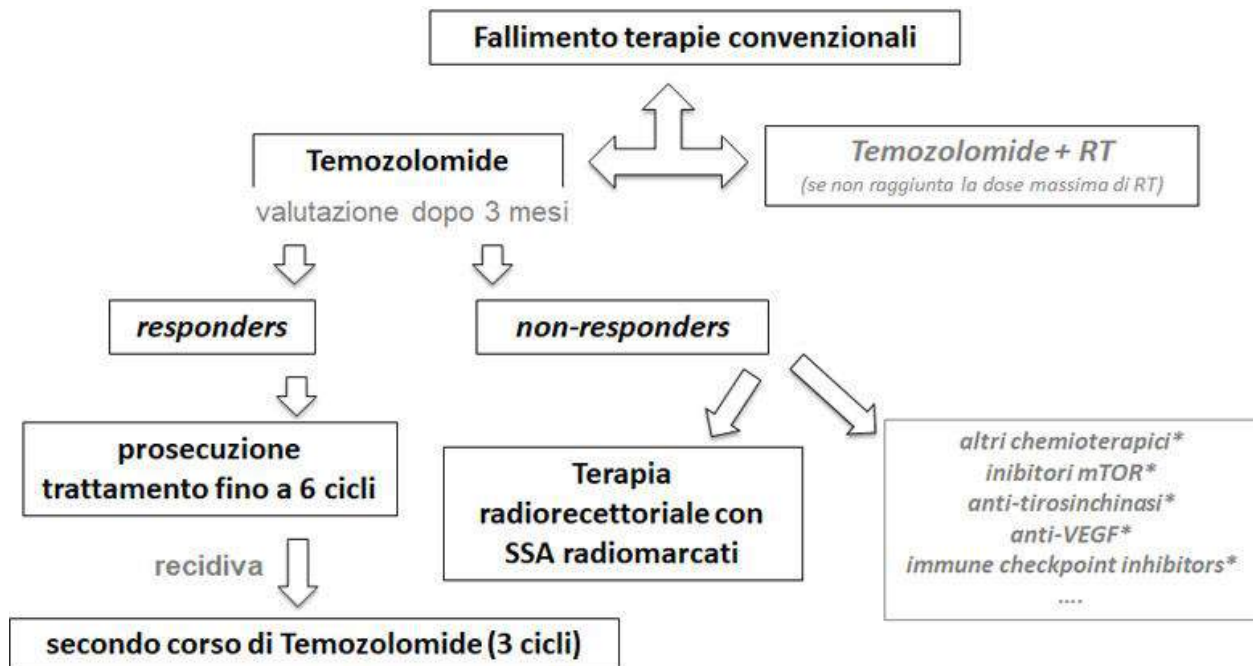 Fallimento terapie convenzionali
Temozolomide
valutazione dopo 3 mesi
Temozolomide + RT
(se non raggiunta la dose massima di RT)
responders
non-responders
prosecuzione
trattamento fino a 6 cicli
Terapia
radiorecettoriale con
SSA radiomarcati
altri chemioterapici*
inibitori mTOR*
anti-tirosinchinasi*
anti-VEGF*
immune checkpoint inhibitors*
....
recidiva
secondo corso di Temozolomide (3 cicli)